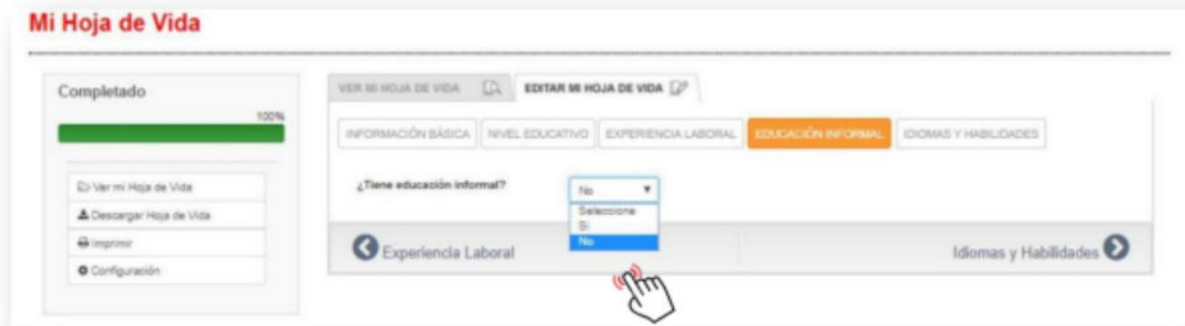 Mi Hoja de Vida
Completado
100%
Ver mi Hoja de Vida
Descargar Hoja de Vida
Imprimir
Configuración
VER MI HOJA DE VIDA
EDITAR MI HOJA DE VIDA
INFORMACIÓN BÁSICA
NIVEL EDUCATIVO
EXPERIENCIA LABORAL
EDUCACIÓN INFORMAL
IDIOMAS Y HABILIDADES
¿Tiene educación informal?
No
Seleccione
Si
No
Experiencia Laboral
Idiomas y Habilidades